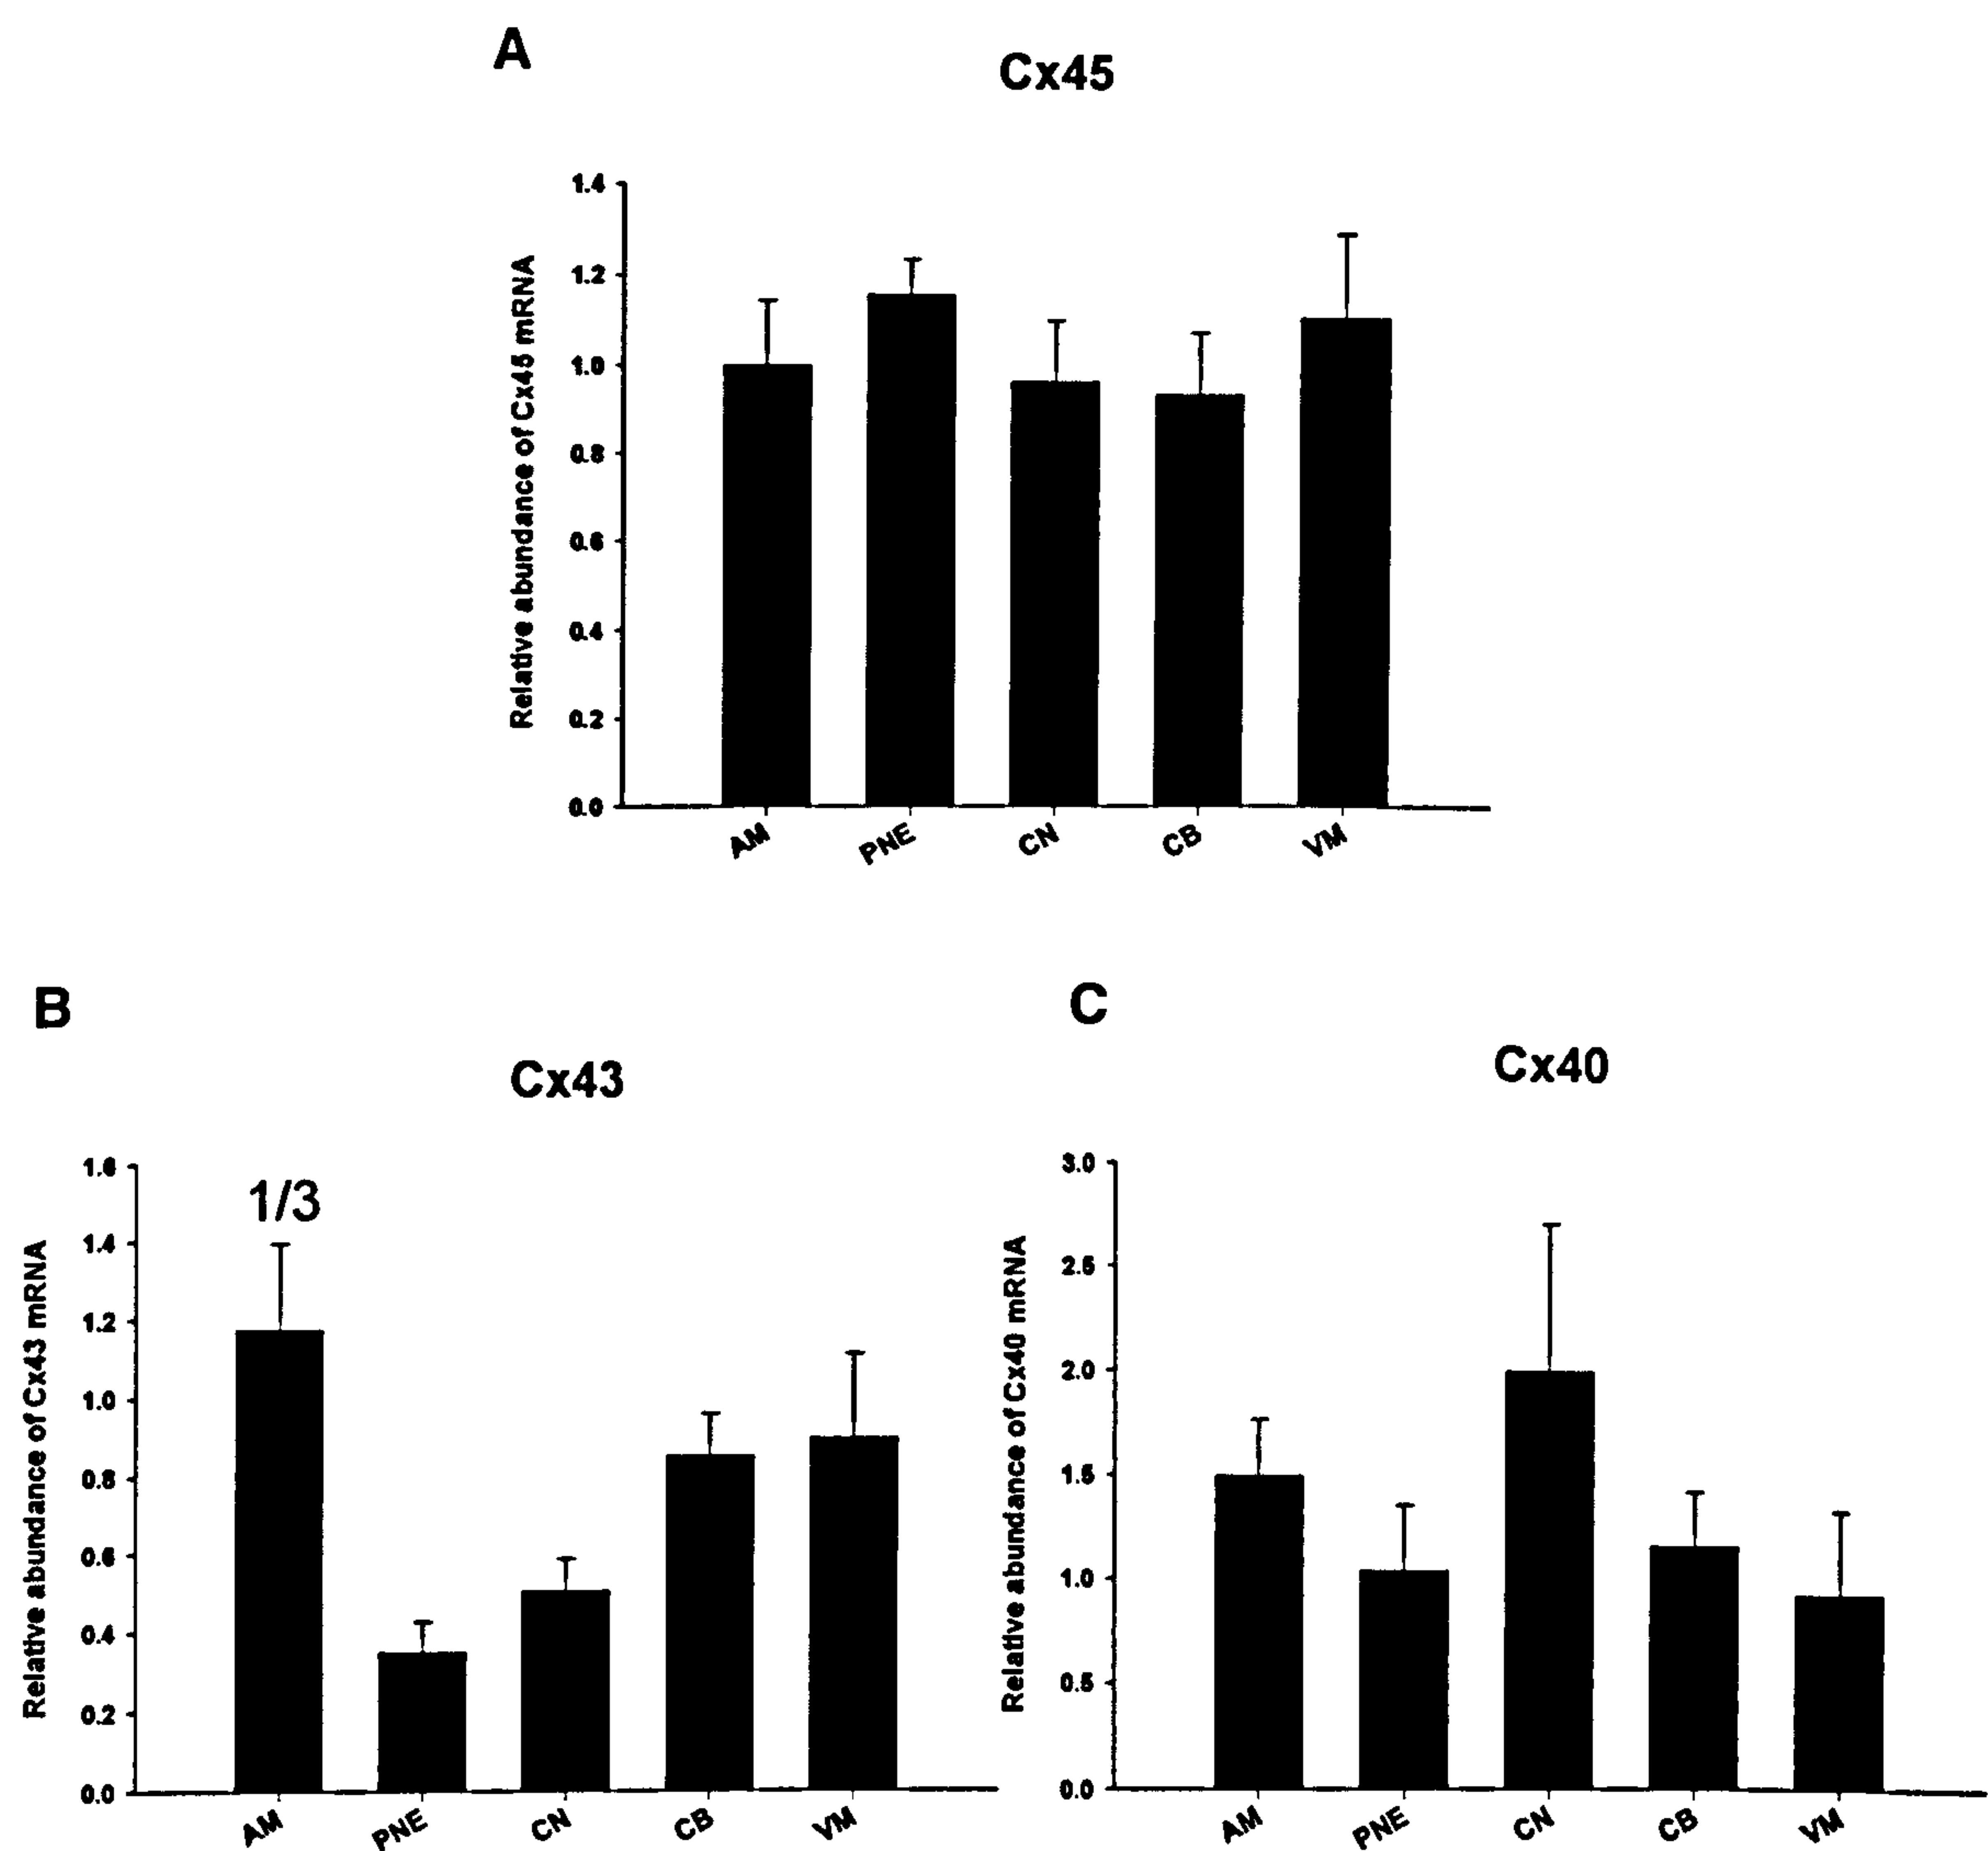 A
Cx45
Relative abundance of Cx45 mRNA
1.4
1.2
1.0
0.8
0.6
0.4
0.2
0.0
AM PNE CN CB VM
B
Cx43
Relative abundance of Cx43 mRNA
1.6
1.4
1.2
1.0
0.8
0.6
0.4
0.2
0.0
1/3
AM PNE CN CB VM
C
Cx40
Relative abundance of Cx40 mRNA
3.0
2.5
2.0
1.5
1.0
0.5
0.0
AM PNE CN CB VM